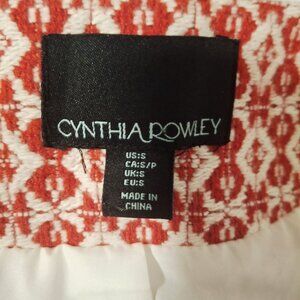 CYNTHIA ROWLEY
US:S
CA:S/P
UK:S
EU:S
MADE IN
CHINA